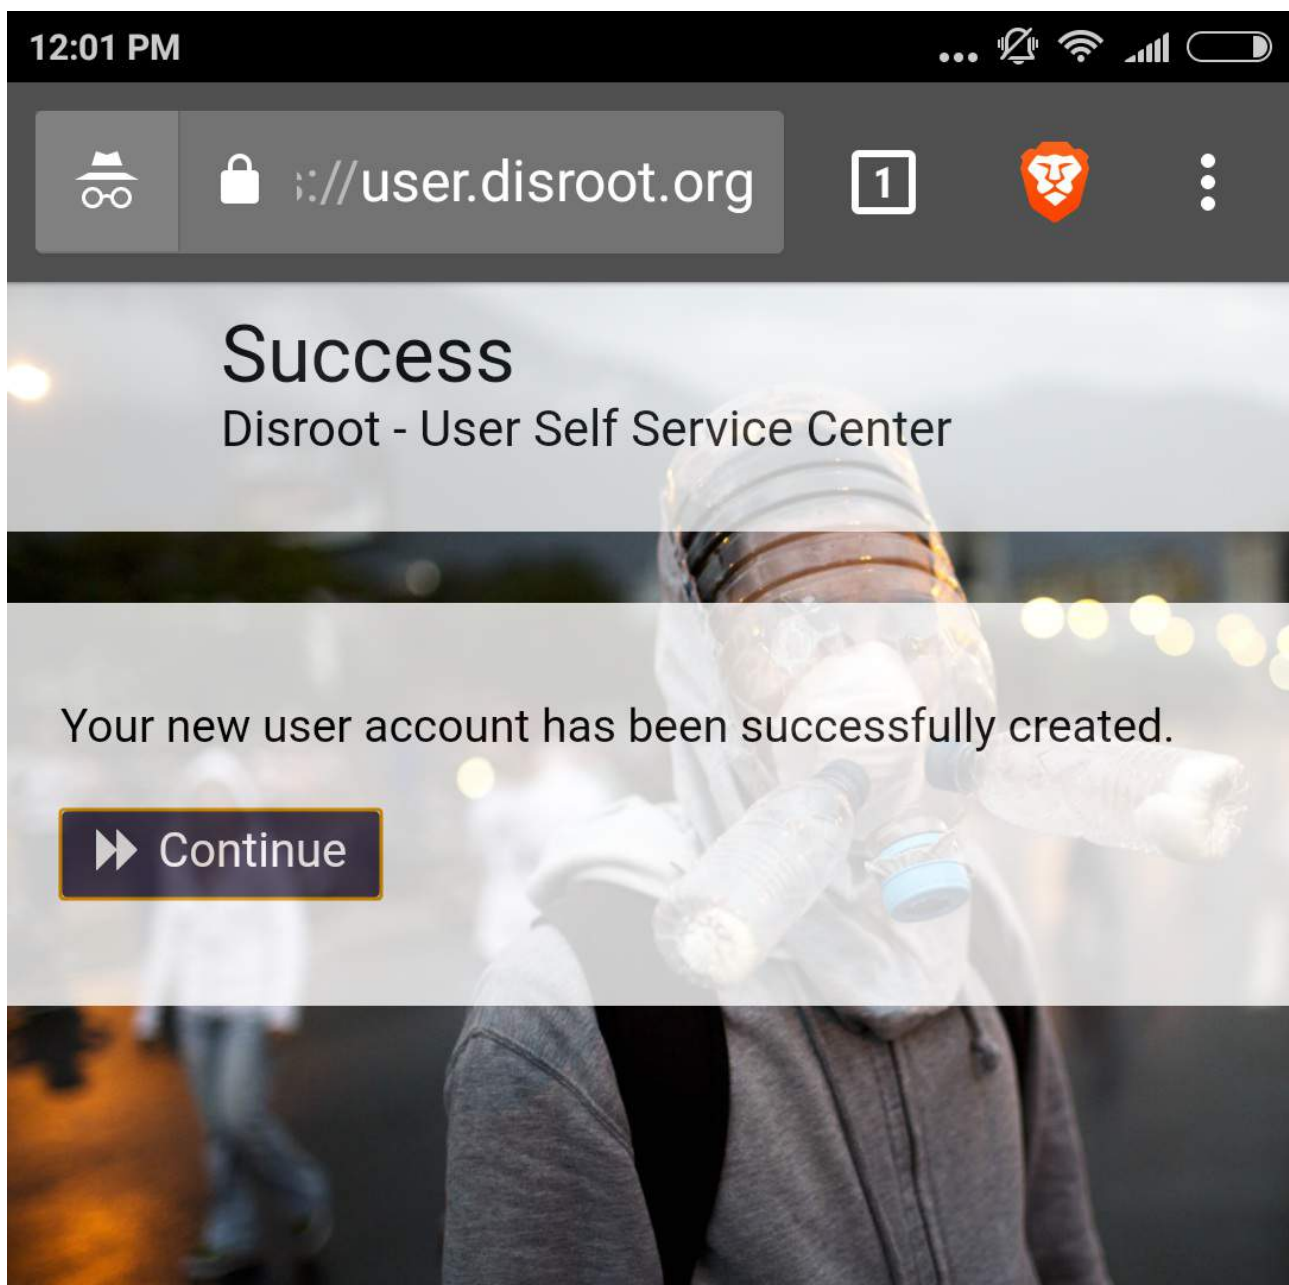 12:01 PM
s://user.disroot.org
1
Success
Disroot - User Self Service Center
Your new user account has been successfully created.
Continue